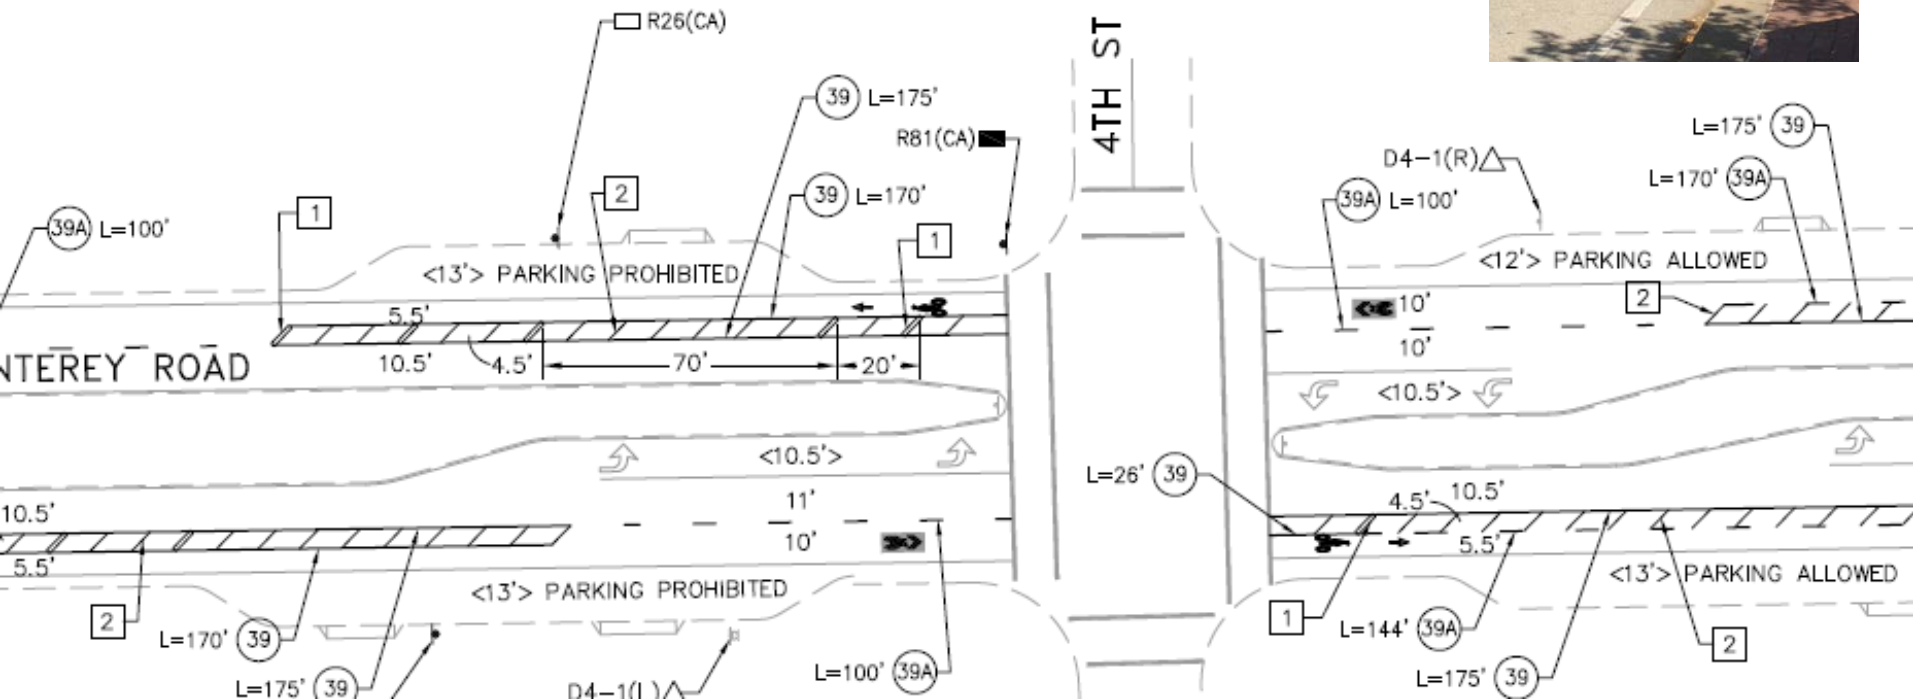 R26(CA)
4TH ST
39 L=175'
R81(CA)
L=175' 39
D4-1(R)
L=170' 39A
39A L=100'
1
2
39 L=170'
1
39A L=100'
<13'> PARKING PROHIBITED
<12'> PARKING ALLOWED
2
5.5'
10'
NTEREY ROAD
10.5'
4.5'
70'
20'
10'
<10.5'>
<10.5'>
L=26' 39
11'
4.5' 10.5'
10.5'
10'
5.5'
5.5'
<13'> PARKING PROHIBITED
<13'> PARKING ALLOWED
2
L=170' 39
1
L=144' 39A
2
L=100' 39A
L=175' 39
D4-1(L)
L=175' 39